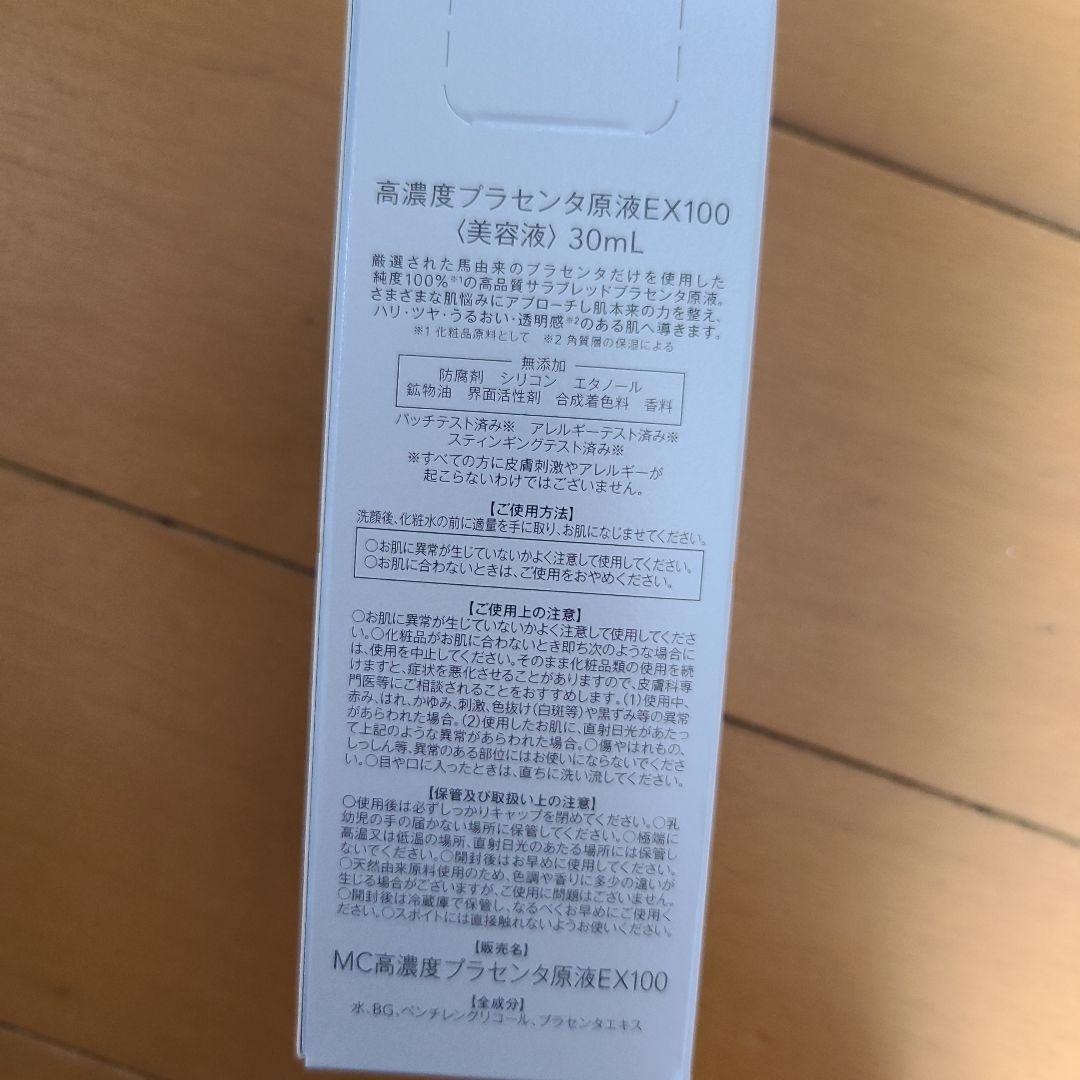 高濃度プラセンタ原液EX100
〈美容液〉 30mL
厳選された馬由来のプラセンタだけを使用した
純度100%※1の高品質サラブレッドプラセンタ原液。
さまざまな肌悩みにアプローチし肌本来の力を整え、
ハリ・ツヤ・うるおい・透明感※2のある肌へ導きます。
※1 化粧品原料として　※2 角質層の保湿による
無添加
防腐剤　シリコン　エタノール
鉱物油　界面活性剤　合成着色料　香料
パッチテスト済み※　アレルギーテスト済み※
スティンギングテスト済み※
※すべての方に皮膚刺激やアレルギーが
起こらないわけではございません。
【ご使用方法】
洗顔後、化粧水の前に適量を手に取り、お肌になじませてください。
○お肌に異常が生じていないかよく注意して使用してください。
○お肌に合わないときは、ご使用をおやめください。
【ご使用上の注意】
○お肌に異常が生じていないかよく注意して使用してくださ
い。○化粧品がお肌に合わないとき即ち次のような場合に
は、使用を中止してください。そのまま化粧品類の使用を続
けますと、症状を悪化させることがありますので、皮膚科専
門医等にご相談されることをおすすめします。(1)使用中、
赤み、はれ、かゆみ、刺激、色抜け(白斑等)や黒ずみ等の異常
があらわれた場合。(2)使用したお肌に、直射日光があたっ
て上記のような異常があらわれた場合。○傷やはれもの、
しっしん等、異常のある部位にはお使いにならないでくださ
い。○目や口に入ったときは、直ちに洗い流してください。
【保管及び取扱い上の注意】
○使用後は必ずしっかりキャップを閉めてください。○乳
幼児の手の届かない場所に保管してください。○極端に
高温又は低温の場所、直射日光のあたる場所には保管し
ないでください。○開封後はお早めに使用してください。
○天然由来原料使用のため、色調や香りに多少の違いが
生じる場合がございますが、ご使用に問題はございません。
○開封後は冷蔵庫で保管し、なるべくお早めにご使用く
ださい。○スポイトには直接触れないようお使いください。
【販売名】
MC高濃度プラセンタ原液EX100
【全成分】
水、BG、ペンチレングリコール、プラセンタエキス